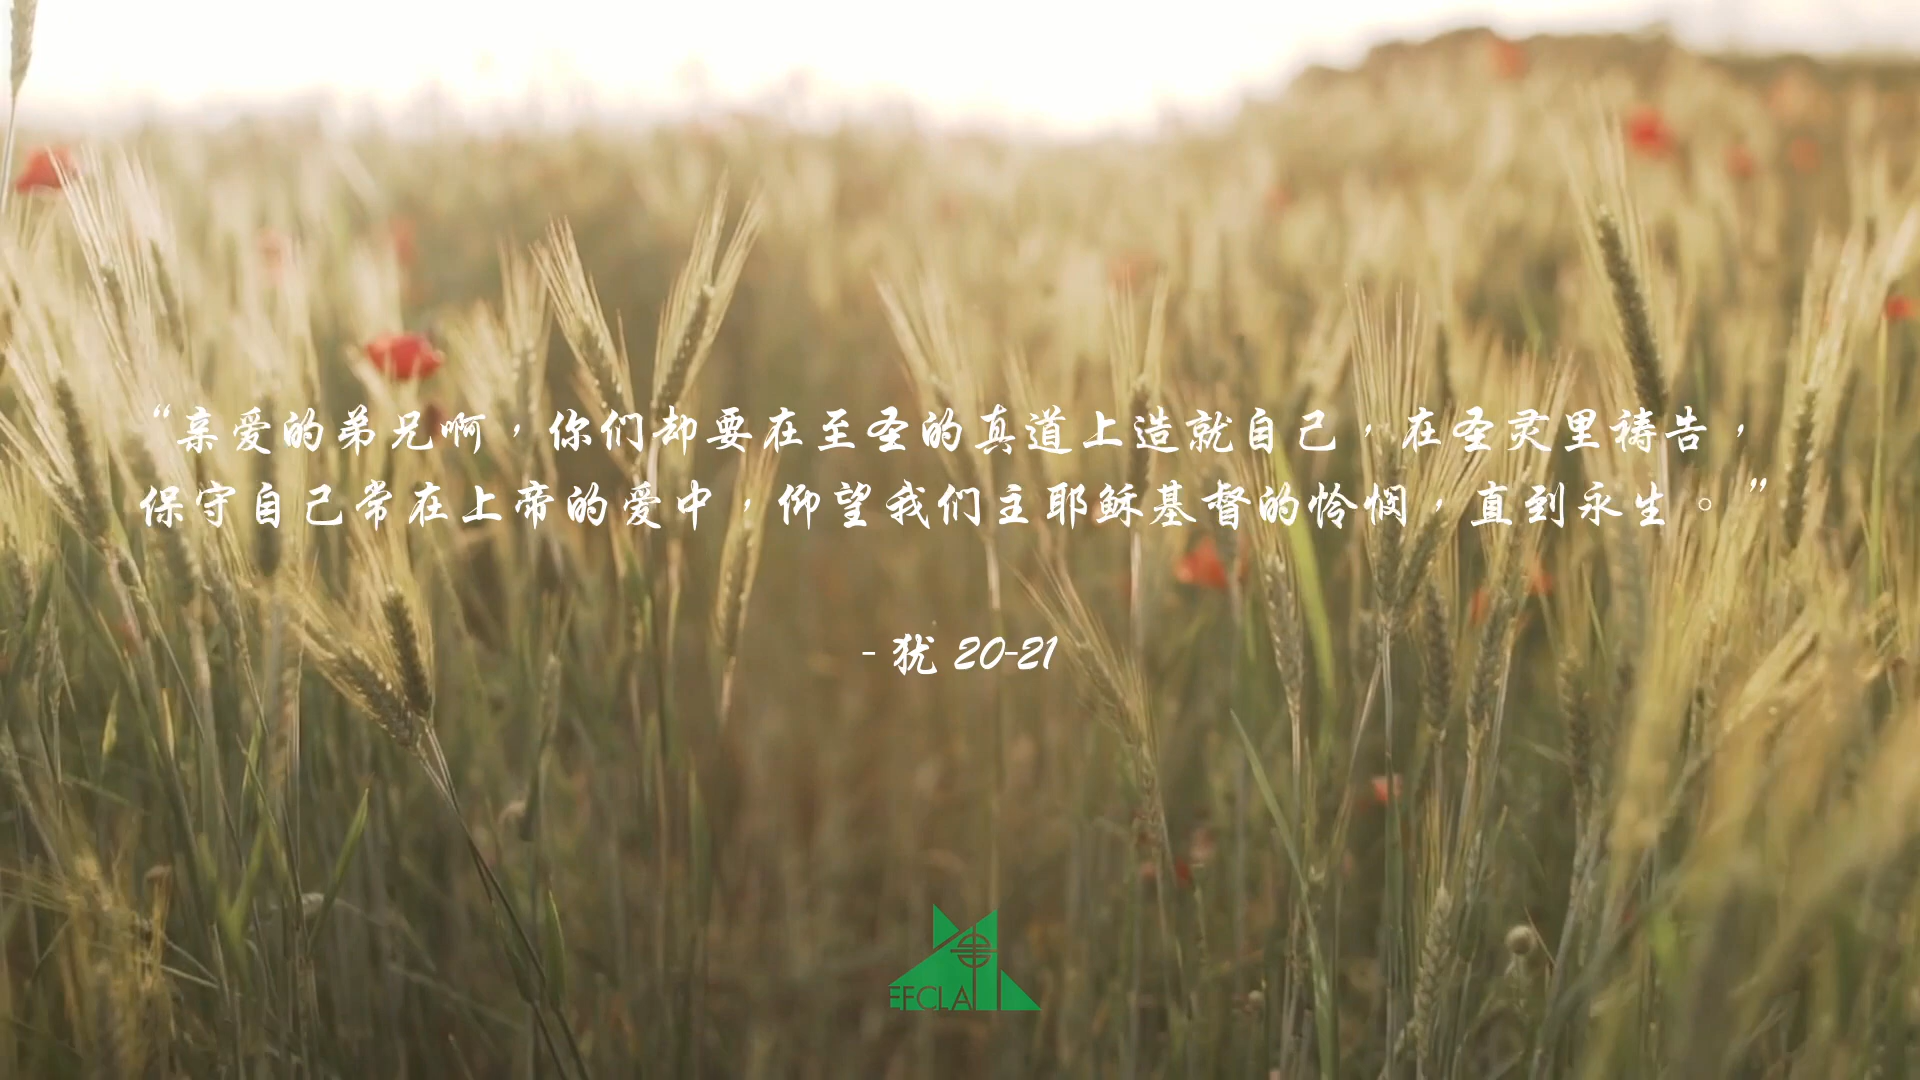 “亲爱的弟兄啊，你们却要在至圣的真道上造就自己，在圣灵里祷告，
保守自己常在上帝的爱中，仰望我们主耶稣基督的怜悯，直到永生。”
- 犹 20-21
EFCLA